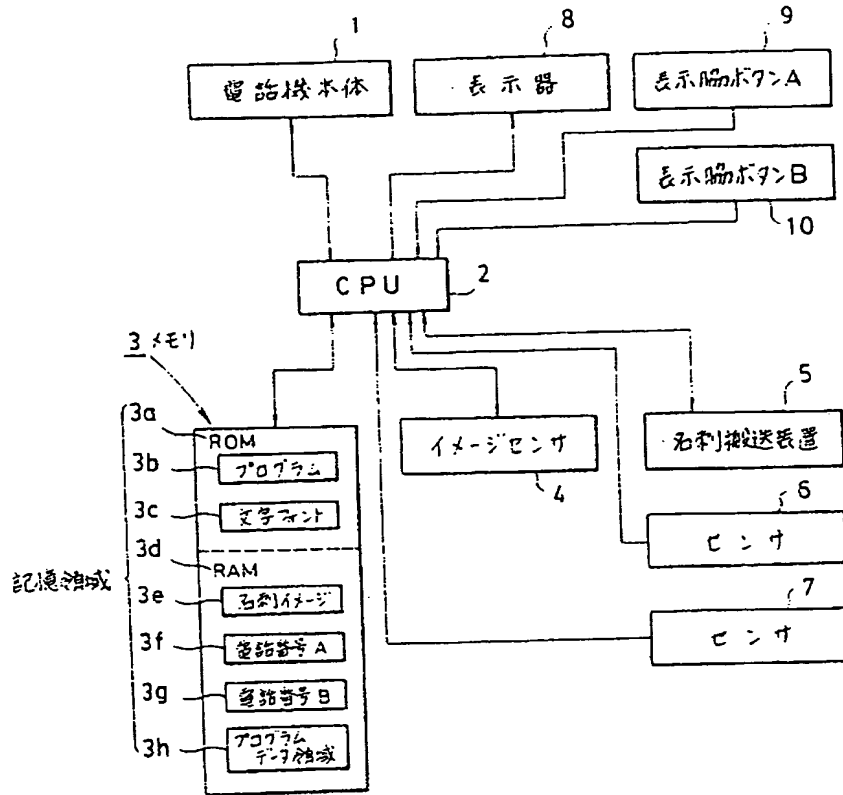 1
8
9
電話機本体
表示器
表示脇ボタンA
表示脇ボタンB
10
CPU
2
3 メモリ
5
3a
ROM
イメージセンサ
名刺搬送装置
3b
プログラム
4
6
3c
文字フォント
センサ
3d
RAM
記憶領域
7
3e
名刺イメージ
センサ
3f
電話番号A
3g
電話番号B
3h
プログラム
データ領域